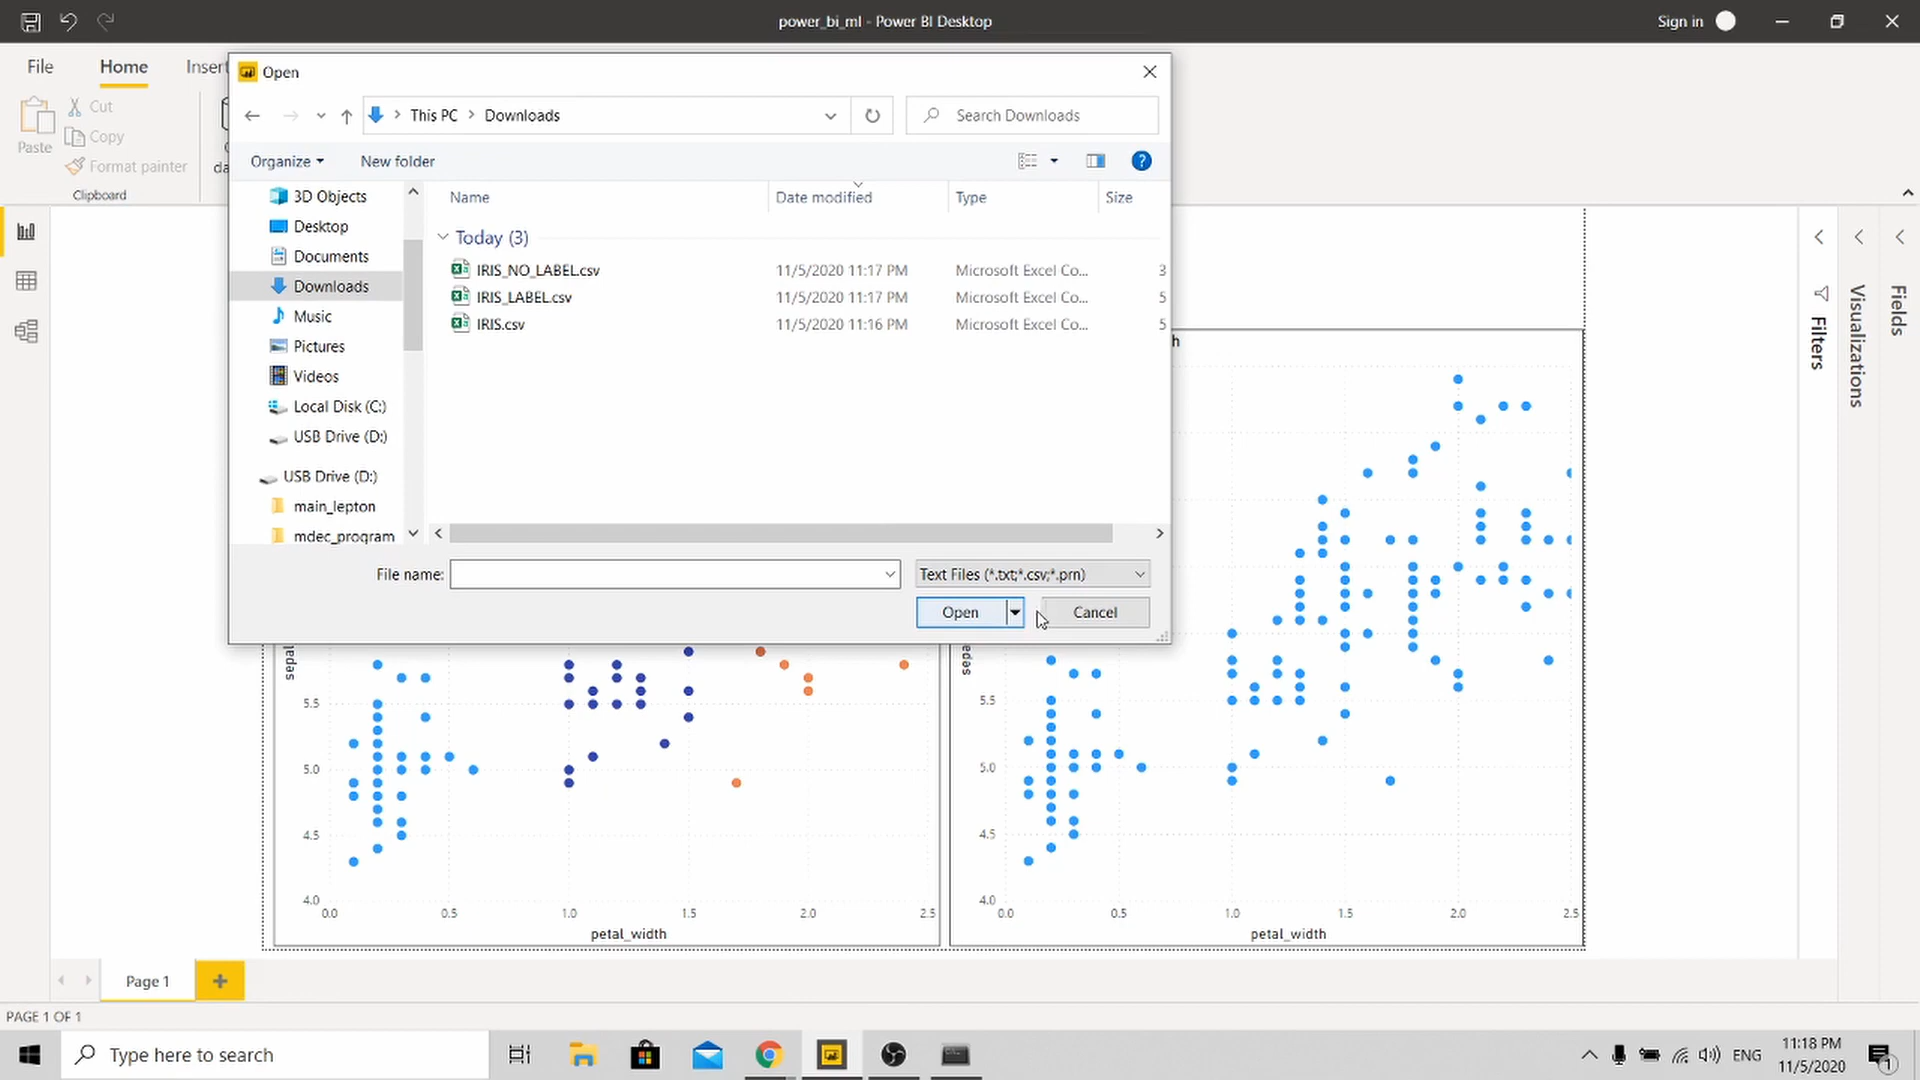 power_bi_ml - Power BI Desktop
Sign in
File
Home
Insert
Paste
Cut
Copy
Format painter
Clipboard
Open
This PC
Downloads
Search Downloads
Organize
New folder
3D Objects
Desktop
Documents
Downloads
Music
Pictures
Videos
Local Disk (C:)
USB Drive (D:)
USB Drive (D:)
main_lepton
mdec_program
Name Date modified Type Size
Today (3)
IRIS_NO_LABEL.csv 11/5/2020 11:17 PM Microsoft Excel Co... 3
IRIS_LABEL.csv 11/5/2020 11:17 PM Microsoft Excel Co... 5
IRIS.csv 11/5/2020 11:16 PM Microsoft Excel Co... 5
File name:
Text Files (*.txt;*.csv;*.prn)
Open
Cancel
Filters
Visualizations
Fields
sepal
5.5
5.0
4.5
4.0
0.0 0.5 1.0 1.5 2.0 2.5
petal_width
h
sepa
5.5
5.0
4.5
4.0
0.0 0.5 1.0 1.5 2.0 2.5
petal_width
Page 1
PAGE 1 OF 1
Type here to search
ENG
11:18 PM
11/5/2020
1